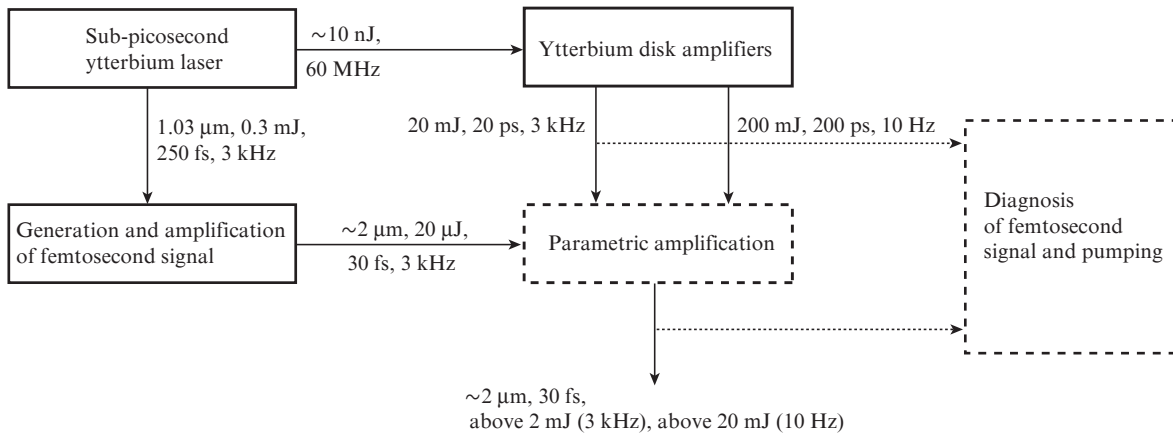 Sub-picosecond
ytterbium laser
∼10 nJ,
60 MHz
Ytterbium disk amplifiers
1.03 μm, 0.3 mJ,
250 fs, 3 kHz
20 mJ, 20 ps, 3 kHz
200 mJ, 200 ps, 10 Hz
Generation and amplification
of femtosecond signal
∼2 μm, 20 μJ,
30 fs, 3 kHz
Parametric amplification
Diagnosis
of femtosecond
signal and pumping
∼2 μm, 30 fs,
above 2 mJ (3 kHz), above 20 mJ (10 Hz)